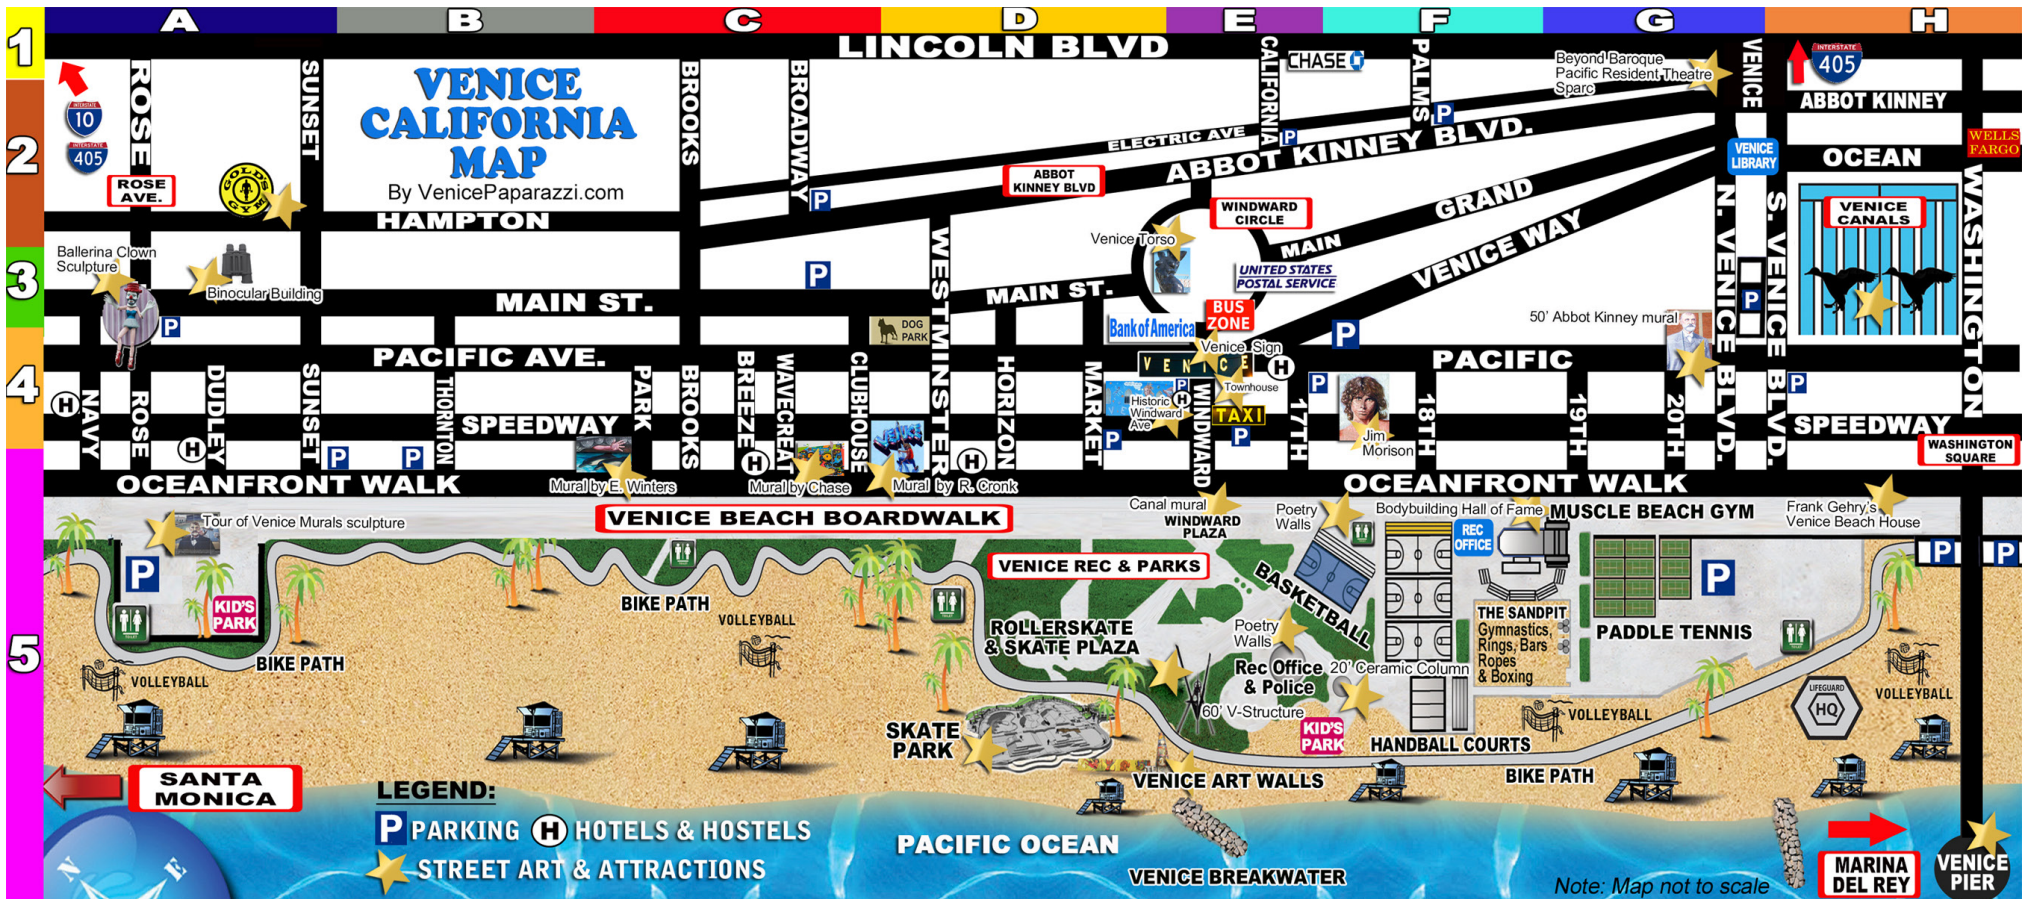 A B C D E F G H
1
2
3
4
5
LINCOLN BLVD
INTERSTATE
10
INTERSTATE
405
ROSE
SUNSET
VENICE
CALIFORNIA
MAP
By VenicePaparazzi.com
BROOKS
BROADWAY
CALIFORNIA
CHASE
PALMS
Beyond Baroque
Pacific Resident Theatre
Sparc
VENICE
INTERSTATE
405
ABBOT KINNEY
P
P
ELECTRIC AVE
ABBOT KINNEY BLVD.
VENICE
LIBRARY
OCEAN
WELLS
FARGO
ROSE
AVE.
GOLD'S
GYM
ABBOT
KINNEY BLVD
P
HAMPTON
WINDWARD
CIRCLE
GRAND
MAIN
VENICE WAY
N. VENICE BLVD.
S. VENICE BLVD.
VENICE
CANALS
WASHINGTON
Ballerina Clown
Sculpture
Binocular Building
P
WESTMINSTER
Venice Torso
UNITED STATES
POSTAL SERVICE
P
MAIN ST.
MAIN ST.
P
DOG
PARK
Bank of America
BUS
ZONE
P
50' Abbot Kinney mural
PACIFIC AVE.
Venice Sign
VENICE
H
PACIFIC
H
NAVY
ROSE
DUDLEY
SUNSET
THORNTON
PARK
BROOKS
BREEZE
WAVECREST
CLUBHOUSE
HORIZON
MARKET
P
H
Historic
Windward
Ave
WINDWARD
Townhouse
TAXI
P
P
P
17TH
Jim
Morison
18TH
19TH
20TH
P
SPEEDWAY
SPEEDWAY
WASHINGTON
SQUARE
H
P
P
H
VENICE
H
OCEANFRONT WALK
Mural by E. Winters
Mural by Chase
Mural by R. Cronk
OCEANFRONT WALK
Tour of Venice Murals sculpture
VENICE BEACH BOARDWALK
Canal mural
WINDWARD
PLAZA
Poetry
Walls
Bodybuilding Hall of Fame
REC
OFFICE
MUSCLE BEACH GYM
Frank Gehry's
Venice Beach House
P
KID'S
PARK
BIKE PATH
VOLLEYBALL
VENICE REC & PARKS
BASKETBALL
P
P
P
ROLLERSKATE
& SKATE PLAZA
Poetry
Walls
THE SANDPIT
Gymnastics,
Rings, Bars
Ropes
& Boxing
PADDLE TENNIS
BIKE PATH
VOLLEYBALL
Rec Office
& Police
20' Ceramic Column
60' V-Structure
KID'S
PARK
HANDBALL COURTS
VOLLEYBALL
LIFEGUARD
HQ
VOLLEYBALL
SKATE
PARK
VENICE ART WALLS
BIKE PATH
SANTA
MONICA
LEGEND:
P PARKING H HOTELS & HOSTELS
STREET ART & ATTRACTIONS
N
E
PACIFIC OCEAN
VENICE BREAKWATER
Note: Map not to scale
MARINA
DEL REY
VENICE
PIER